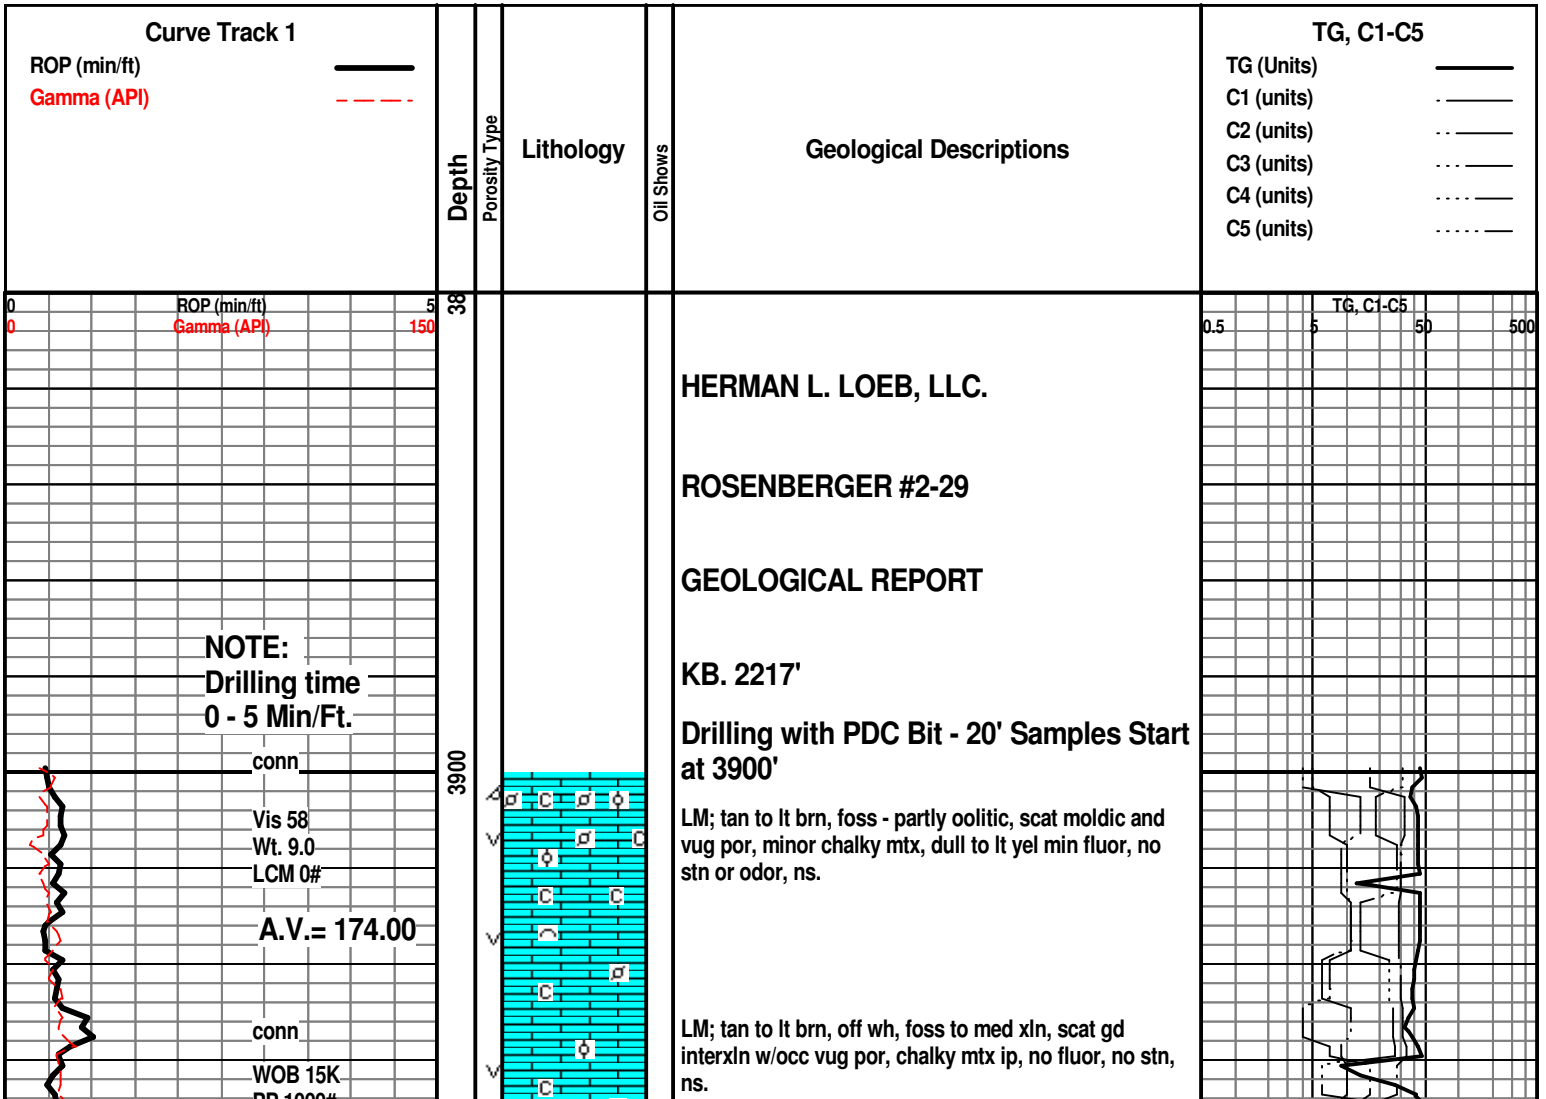 Curve Track 1
ROP (min/ft)
Gamma (API)
Depth
Porosity Type
Lithology
Oil Shows
Geological Descriptions
TG, C1-C5
TG (Units)
C1 (units)
C2 (units)
C3 (units)
C4 (units)
C5 (units)
0 ROP (min/ft) 5
0 Gamma (API) 150
38
TG, C1-C5
0.5 5 50 500
HERMAN L. LOEB, LLC.
ROSENBERGER #2-29
GEOLOGICAL REPORT
KB. 2217'
NOTE:
Drilling time
0 - 5 Min/Ft.
Drilling with PDC Bit - 20' Samples Start
at 3900'
conn
3900
LM; tan to lt brn, foss - partly oolitic, scat moldic and
vug por, minor chalky mtx, dull to lt yel min fluor, no
stn or odor, ns.
Vis 58
Wt. 9.0
LCM 0#
A.V.= 174.00
C
C
C
C
C
C
conn
LM; tan to lt brn, off wh, foss to med xln, scat gd
interxln w/occ vug por, chalky mtx ip, no fluor, no stn,
ns.
WOB 15K